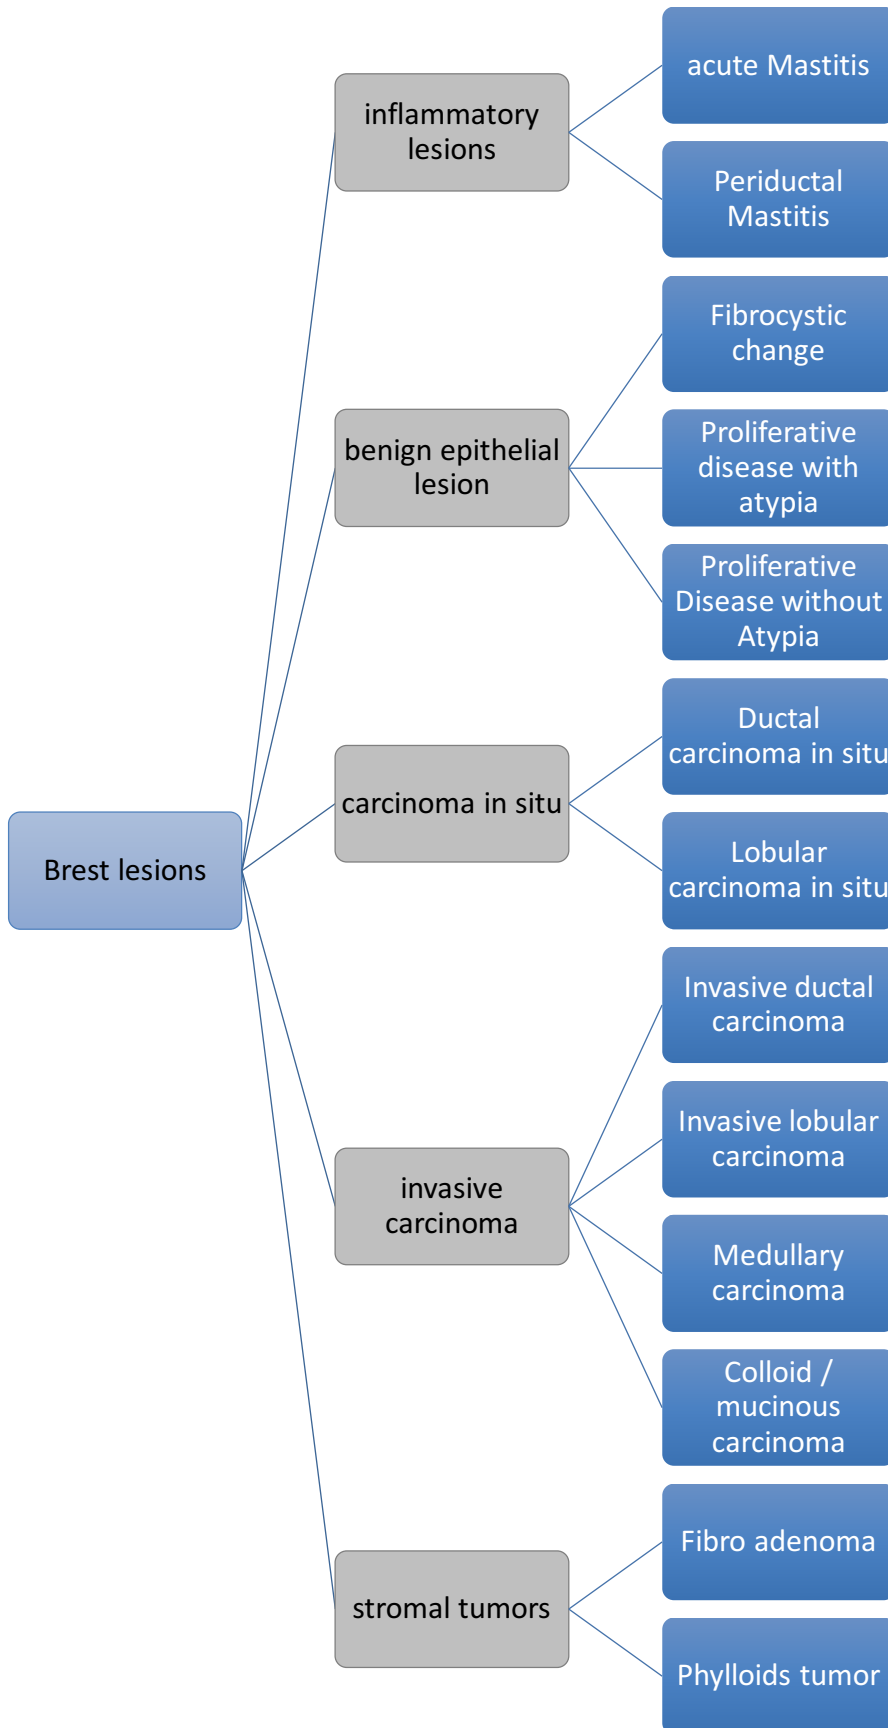 Brest lesions
inflammatory
lesions
acute Mastitis
Periductal
Mastitis
benign epithelial
lesion
Fibrocystic
change
Proliferative
disease with
atypia
Proliferative
Disease without
Atypia
carcinoma in situ
Ductal
carcinoma in situ
Lobular
carcinoma in situ
invasive
carcinoma
Invasive ductal
carcinoma
Invasive lobular
carcinoma
Medullary
carcinoma
Colloid /
mucinous
carcinoma
stromal tumors
Fibro adenoma
Phylloids tumor